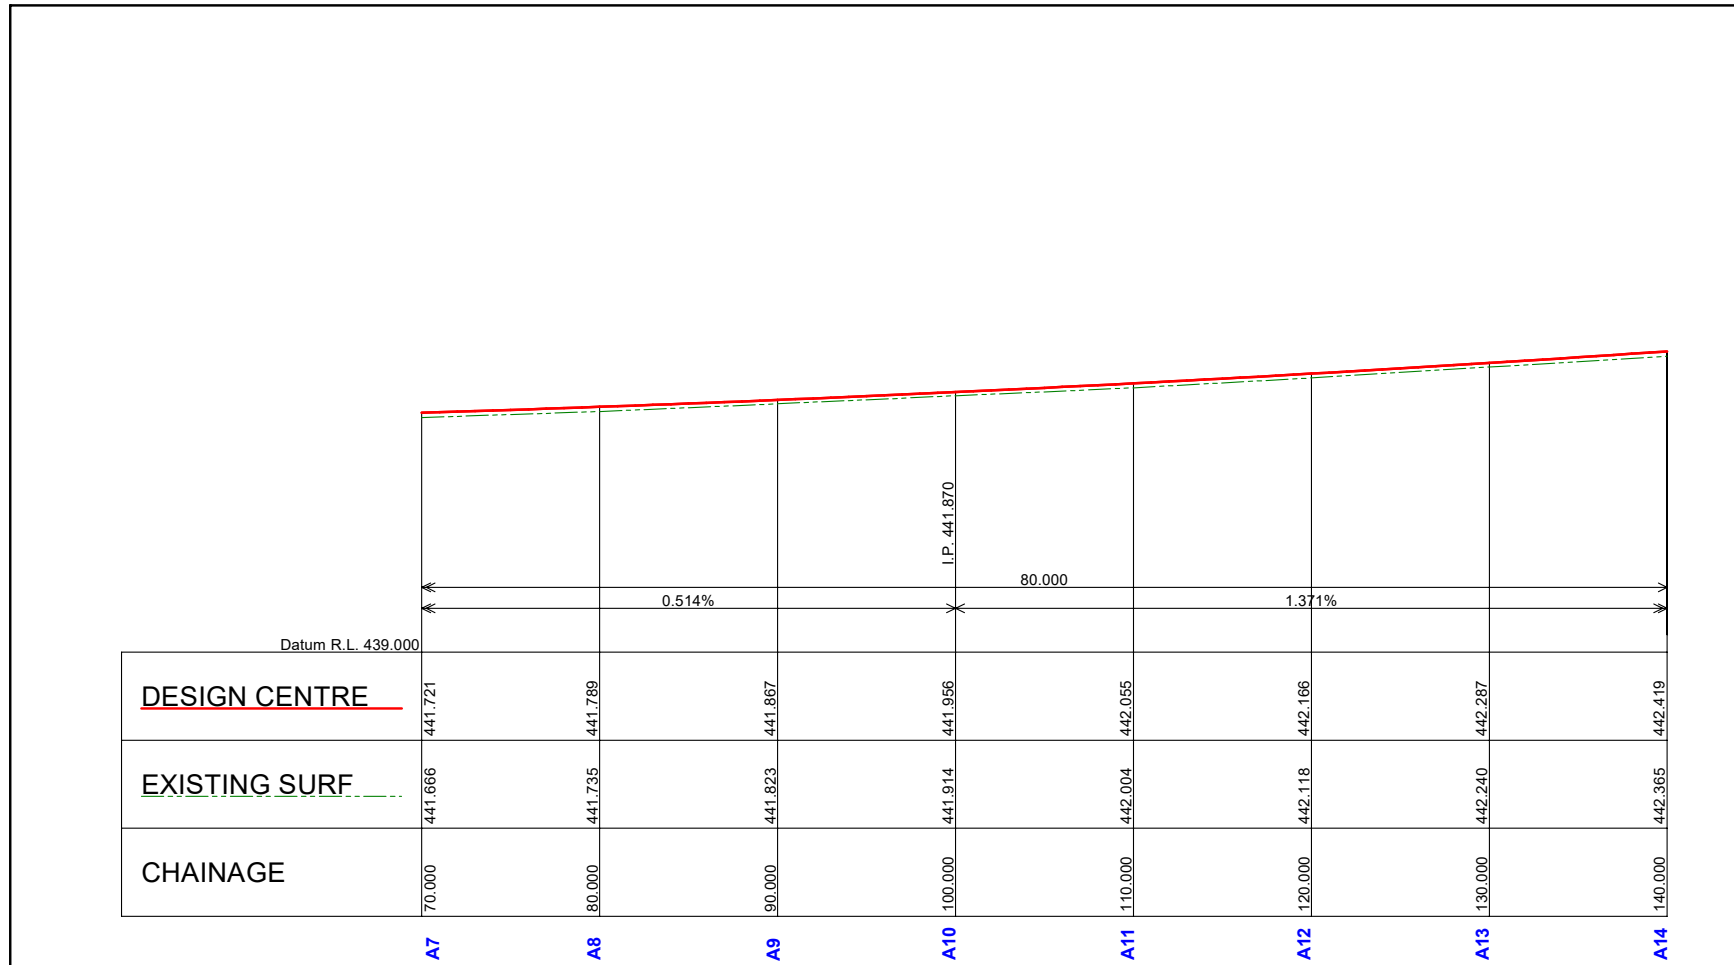 I.P. 441.870
80.000
0.514% 1.371%
Datum R.L. 439.000
DESIGN CENTRE 441.721 441.789 441.867 441.956 442.055 442.166 442.287 442.419
EXISTING SURF 441.666 441.735 441.823 441.914 442.004 442.118 442.240 442.365
CHAINAGE 70.000 80.000 90.000 100.000 110.000 120.000 130.000 140.000
A7 A8 A9 A10 A11 A12 A13 A14